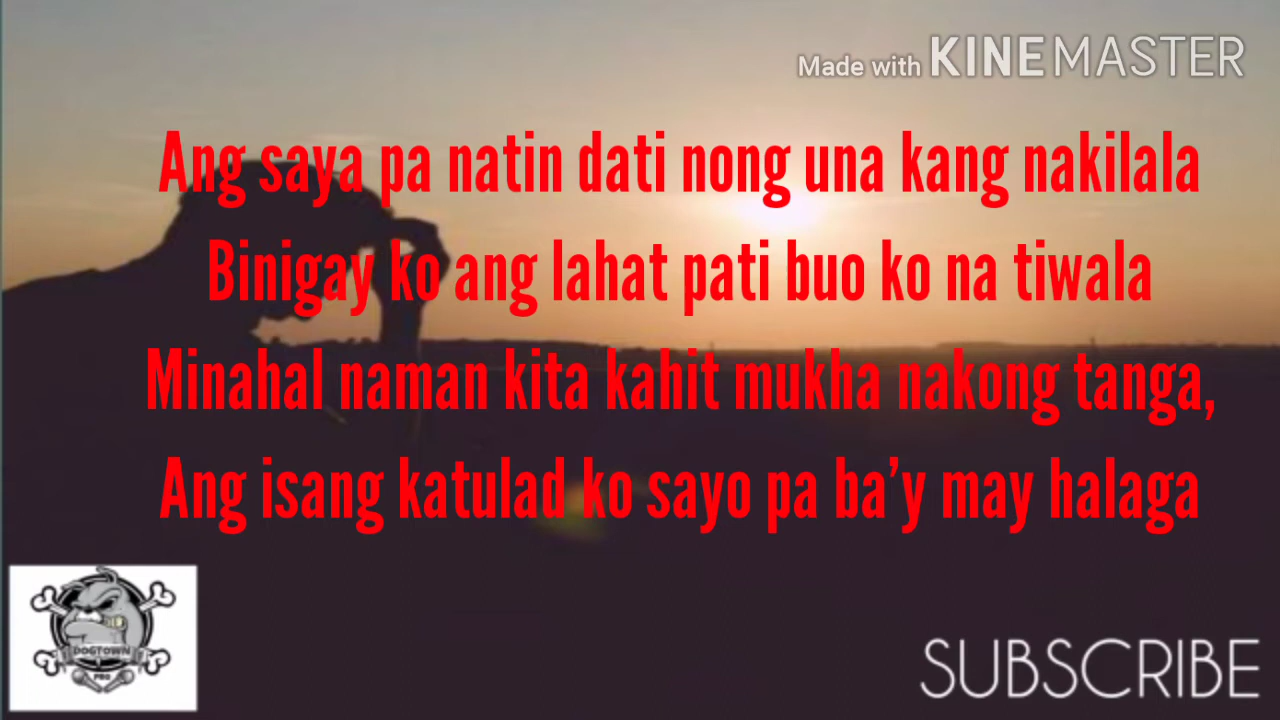 Made with KINEMASTER
Ang saya pa natin dati nong una kang nakilala
Binigay ko ang lahat pati buo ko na tiwala
Minahal naman kita kahit mukha nakong tanga,
Ang isang katulad ko sayo pa ba’y may halaga
DOGTOWN
PRO
SUBSCRIBE